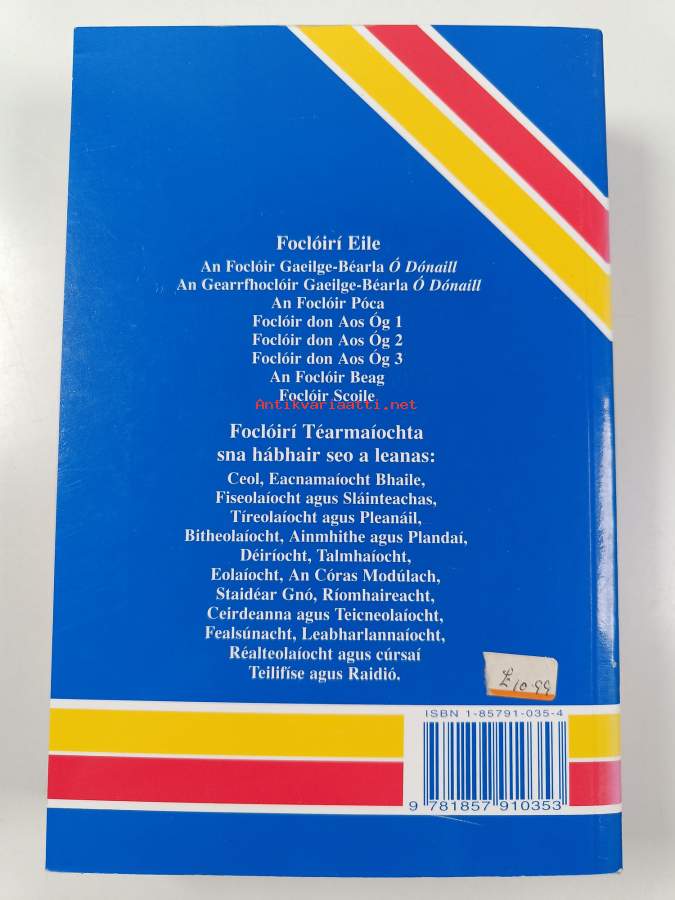 Foclóirí Eile
An Foclóir Gaeilge-Béarla Ó Dónaill
An Gearrfhoclóir Gaeilge-Béarla Ó Dónaill
An Foclóir Póca
Foclóir don Aos Óg 1
Foclóir don Aos Óg 2
Foclóir don Aos Óg 3
An Foclóir Beag
Foclóir Scoile
Antikvariaatti.net
Foclóirí Téarmaíochta
sna hábhair seo a leanas:
Ceol, Eacnamaíocht Bhaile,
Fiseolaíocht agus Sláinteachas,
Tíreolaíocht agus Pleanáil,
Bitheolaíocht, Ainmhithe agus Plandaí,
Déiríocht, Talmhaíocht,
Eolaíocht, An Córas Modúlach,
Staidéar Gnó, Ríomhaireacht,
Ceirdeanna agus Teicneolaíocht,
Fealsúnacht, Leabharlannaíocht,
Réalteolaíocht agus cúrsaí
Teilifíse agus Raidió.
£10.99
ISBN 1-85791-035-4
9 781857 910353